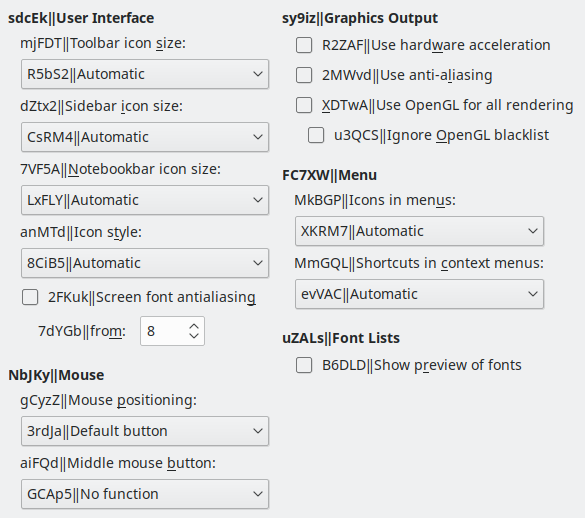 sdcEk||User Interface
mjFDT||Toolbar icon size:
R5bS2||Automatic
dZtx2||Sidebar icon size:
CsRM4||Automatic
7VF5A||Notebookbar icon size:
LxFLY||Automatic
anMTd||Icon style:
8CiB5||Automatic
2FKuk||Screen font antialiasing
7dYGb||from:
8
NbJKy||Mouse
gCyzZ||Mouse positioning:
3rdJa||Default button
aiFQd||Middle mouse button:
GCAp5||No function
sy9iz||Graphics Output
R2ZAF||Use hardware acceleration
2MWvd||Use anti-aliasing
XDTwA||Use OpenGL for all rendering
u3QCS||Ignore OpenGL blacklist
FC7XW||Menu
MkBGP||Icons in menus:
XKRM7||Automatic
MmGQL||Shortcuts in context menus:
evVAC||Automatic
uZALs||Font Lists
B6DLD||Show preview of fonts